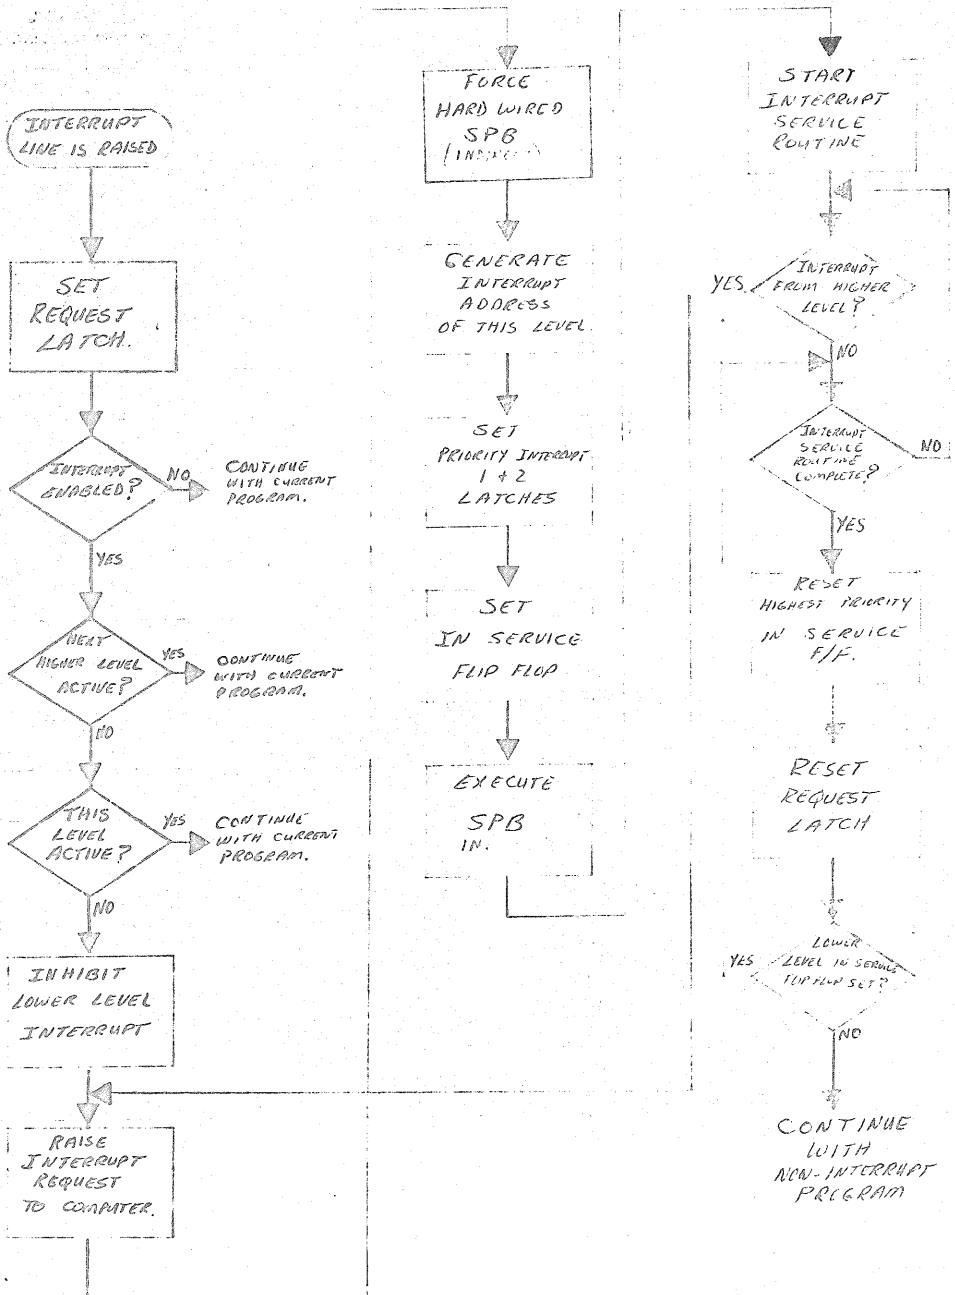 INTERRUPT
LINE IS RAISED
SET
REQUEST
LATCH.
INTERRUPT
ENABLED?
NO
CONTINUE
WITH CURRENT
PROGRAM.
YES
NEXT
HIGHER LEVEL
ACTIVE?
YES
CONTINUE
WITH CURRENT
PROGRAM.
NO
THIS
LEVEL
ACTIVE?
YES
CONTINUE
WITH CURRENT
PROGRAM.
NO
INHIBIT
LOWER LEVEL
INTERRUPT
RAISE
INTERRUPT
REQUEST
TO COMPUTER.
FORCE
HARD WIRED
SPB
(INDIRECT)
GENERATE
INTERRUPT
ADDRESS
OF THIS LEVEL.
SET
PRIORITY INTERRUPT
1 + 2
LATCHES
SET
IN SERVICE
FLIP FLOP
EXECUTE
SPB
IN.
START
INTERRUPT
SERVICE
ROUTINE
INTERRUPT
FROM HIGHER
LEVEL?
YES.
NO
INTERRUPT
SERVICE
ROUTINE
COMPLETE?
NO
YES
RESET
HIGHEST PRIORITY
IN SERVICE
F/F.
RESET
REQUEST
LATCH
LOWER
LEVEL IN SERVICE
FLIP FLOP SET?
YES
NO
CONTINUE
WITH
NON-INTERRUPT
PROGRAM